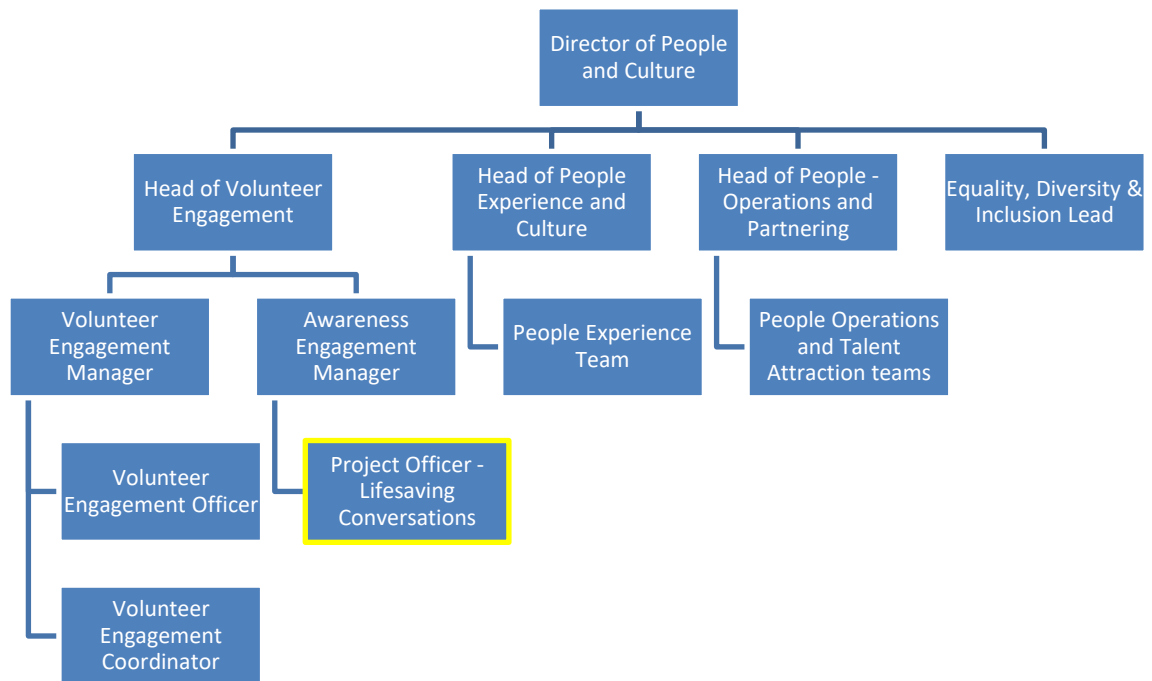 Director of People
and Culture
Head of Volunteer
Engagement
Head of People
Experience and
Culture
Head of People -
Operations and
Partnering
Equality, Diversity &
Inclusion Lead
Volunteer
Engagement
Manager
Awareness
Engagement
Manager
People Experience
Team
People Operations
and Talent
Attraction teams
Volunteer
Engagement Officer
Project Officer -
Lifesaving
Conversations
Volunteer
Engagement
Coordinator